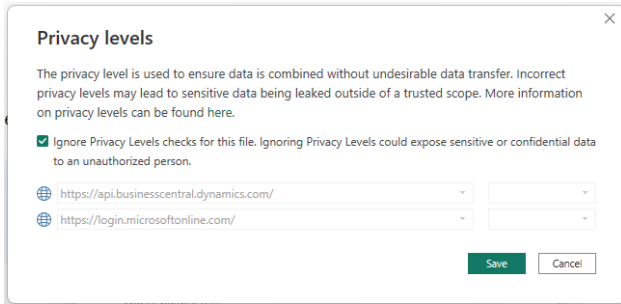 Privacy levels
The privacy level is used to ensure data is combined without undesirable data transfer. Incorrect
privacy levels may lead to sensitive data being leaked outside of a trusted scope. More information
on privacy levels can be found here.
Ignore Privacy Levels checks for this file. Ignoring Privacy Levels could expose sensitive or confidential data
to an unauthorized person.
https://api.businesscentral.dynamics.com/
https://login.microsoftonline.com/
Save Cancel